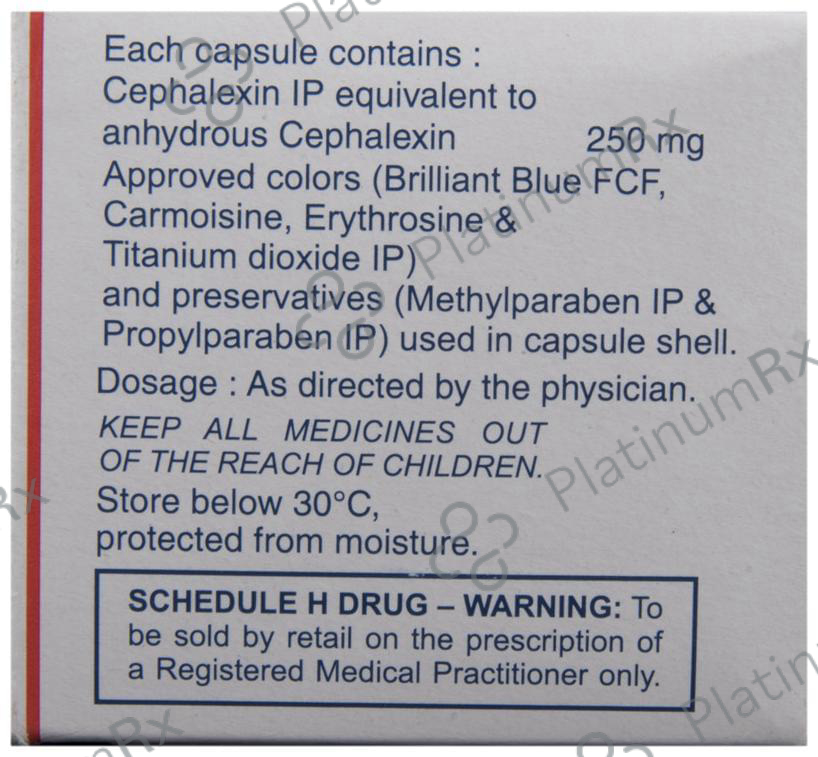 Each capsule contains :
Cephalexin IP equivalent to
anhydrous Cephalexin 250 mg
Approved colors (Brilliant Blue FCF,
Carmoisine, Erythrosine &
Titanium dioxide IP)
and preservatives (Methylparaben IP &
Propylparaben IP) used in capsule shell.
Dosage : As directed by the physician.
KEEP ALL MEDICINES OUT
OF THE REACH OF CHILDREN.
Store below 30°C,
protected from moisture.
SCHEDULE H DRUG – WARNING: To
be sold by retail on the prescription of
a Registered Medical Practitioner only.
PlatinumRx
PlatinumRx